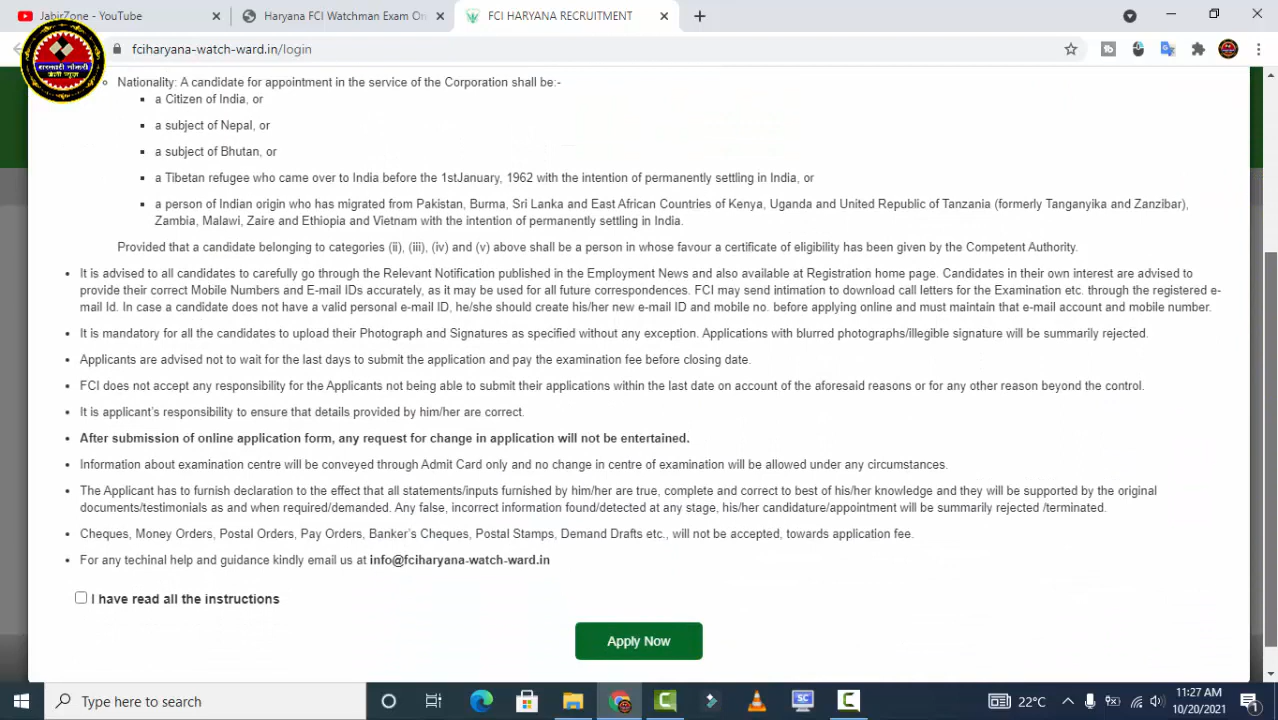 JabirZone - YouTube
Haryana FCI Watchman Exam On
FCI HARYANA RECRUITMENT
fciharyana-watch-ward.in/login
सरकारी नौकरी
डेली न्यूज़
Nationality: A candidate for appointment in the service of the Corporation shall be:-
a Citizen of India, or
a subject of Nepal, or
a subject of Bhutan, or
a Tibetan refugee who came over to India before the 1stJanuary, 1962 with the intention of permanently settling in India, or
a person of Indian origin who has migrated from Pakistan, Burma, Sri Lanka and East African Countries of Kenya, Uganda and United Republic of Tanzania (formerly Tanganyika and Zanzibar),
Zambia, Malawi, Zaire and Ethiopia and Vietnam with the intention of permanently settling in India.
Provided that a candidate belonging to categories (ii), (iii), (iv) and (v) above shall be a person in whose favour a certificate of eligibility has been given by the Competent Authority.
It is advised to all candidates to carefully go through the Relevant Notification published in the Employment News and also available at Registration home page. Candidates in their own interest are advised to
provide their correct Mobile Numbers and E-mail IDs accurately, as it may be used for all future correspondences. FCI may send intimation to download call letters for the Examination etc. through the registered e-
mail Id. In case a candidate does not have a valid personal e-mail ID, he/she should create his/her new e-mail ID and mobile no. before applying online and must maintain that e-mail account and mobile number.
It is mandatory for all the candidates to upload their Photograph and Signatures as specified without any exception. Applications with blurred photographs/illegible signature will be summarily rejected.
Applicants are advised not to wait for the last days to submit the application and pay the examination fee before closing date.
FCI does not accept any responsibility for the Applicants not being able to submit their applications within the last date on account of the aforesaid reasons or for any other reason beyond the control.
It is applicant's responsibility to ensure that details provided by him/her are correct.
After submission of online application form, any request for change in application will not be entertained.
Information about examination centre will be conveyed through Admit Card only and no change in centre of examination will be allowed under any circumstances.
The Applicant has to furnish declaration to the effect that all statements/inputs furnished by him/her are true, complete and correct to best of his/her knowledge and they will be supported by the original
documents/testimonials as and when required/demanded. Any false, incorrect information found/detected at any stage, his/her candidature/appointment will be summarily rejected /terminated.
Cheques, Money Orders, Postal Orders, Pay Orders, Banker's Cheques, Postal Stamps, Demand Drafts etc., will not be accepted, towards application fee.
For any techinal help and guidance kindly email us at info@fciharyana-watch-ward.in
I have read all the instructions
Apply Now
Type here to search
22°C
11:27 AM
10/20/2021